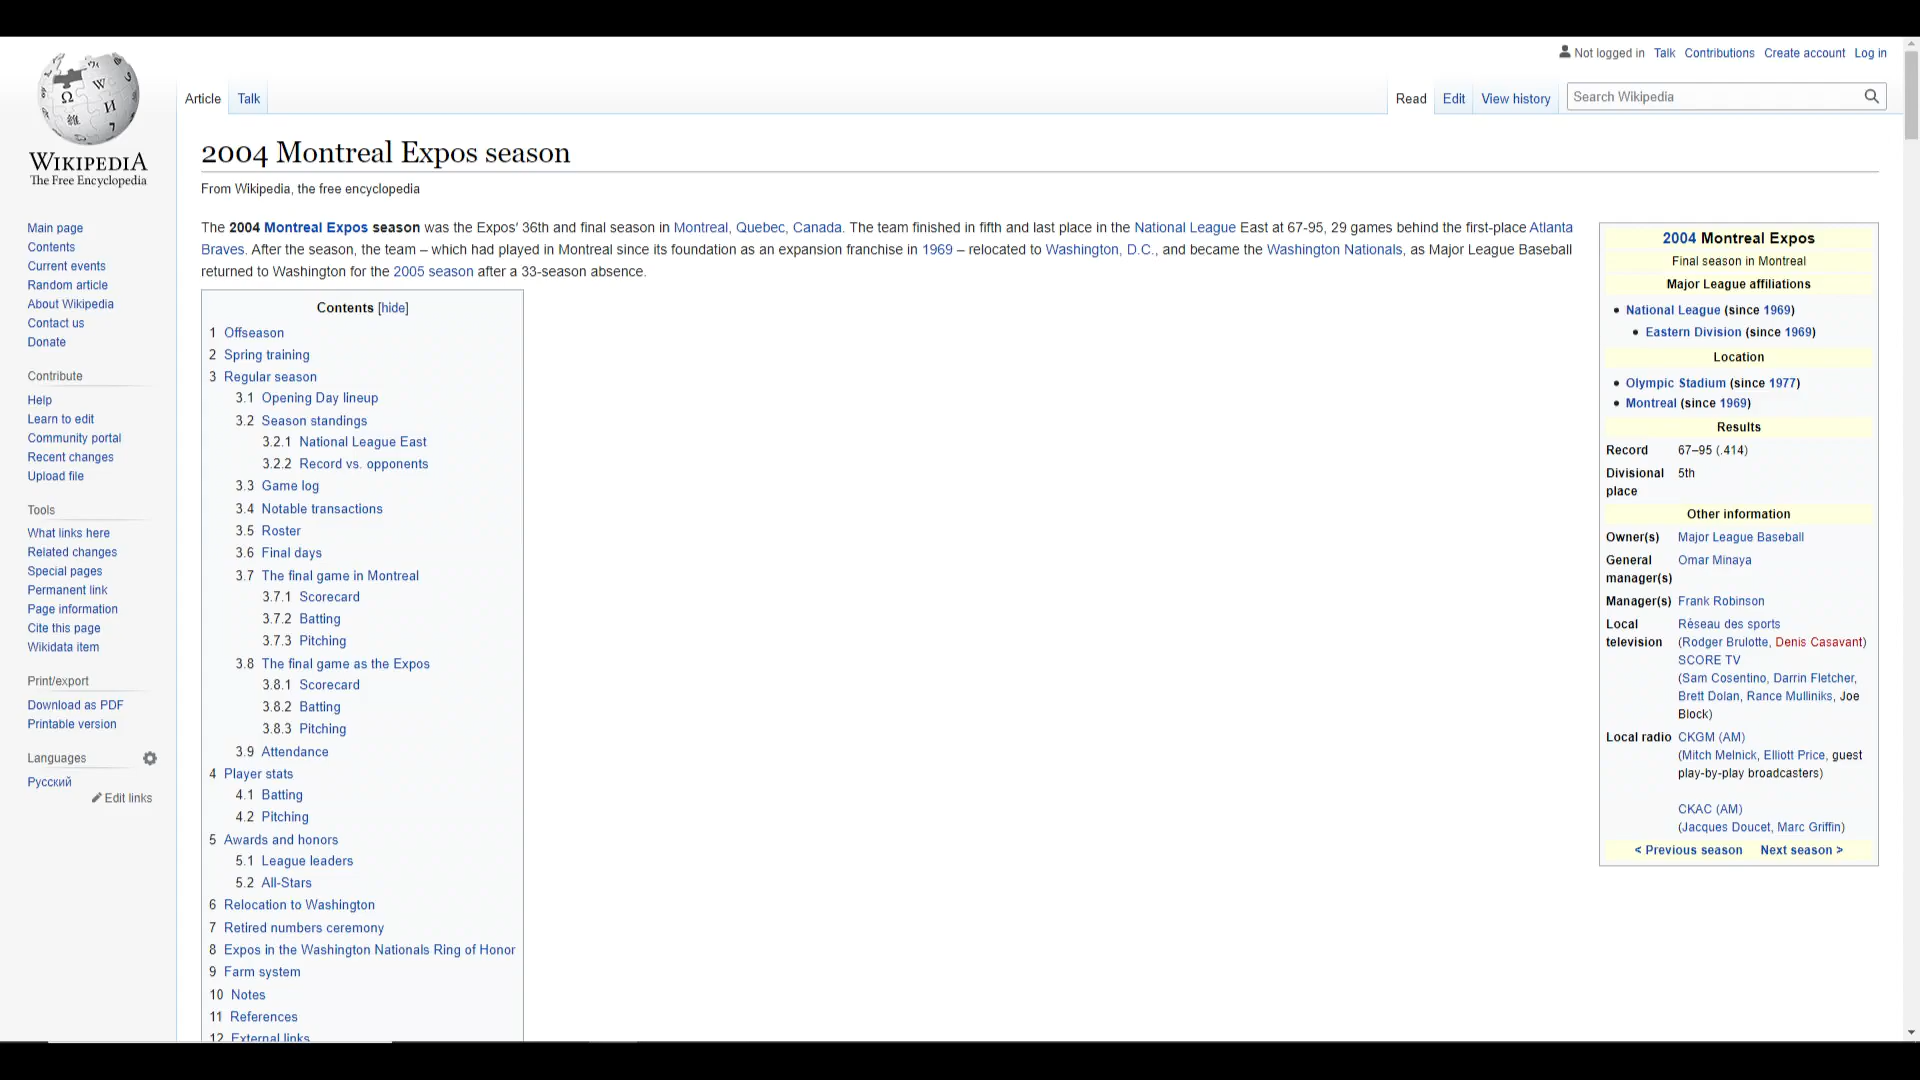 Not logged in Talk Contributions Create account Log in
Article Talk Read Edit View history Search Wikipedia
WIKIPEDIA
The Free Encyclopedia
Main page
Contents
Current events
Random article
About Wikipedia
Contact us
Donate
Contribute
Help
Learn to edit
Community portal
Recent changes
Upload file
Tools
What links here
Related changes
Special pages
Permanent link
Page information
Cite this page
Wikidata item
Print/export
Download as PDF
Printable version
Languages
Русский
Edit links
2004 Montreal Expos season
From Wikipedia, the free encyclopedia
The 2004 Montreal Expos season was the Expos' 36th and final season in Montreal, Quebec, Canada. The team finished in fifth and last place in the National League East at 67-95, 29 games behind the first-place Atlanta
Braves. After the season, the team – which had played in Montreal since its foundation as an expansion franchise in 1969 – relocated to Washington, D.C., and became the Washington Nationals, as Major League Baseball
returned to Washington for the 2005 season after a 33-season absence.
Contents [hide]
1 Offseason
2 Spring training
3 Regular season
3.1 Opening Day lineup
3.2 Season standings
3.2.1 National League East
3.2.2 Record vs. opponents
3.3 Game log
3.4 Notable transactions
3.5 Roster
3.6 Final days
3.7 The final game in Montreal
3.7.1 Scorecard
3.7.2 Batting
3.7.3 Pitching
3.8 The final game as the Expos
3.8.1 Scorecard
3.8.2 Batting
3.8.3 Pitching
3.9 Attendance
4 Player stats
4.1 Batting
4.2 Pitching
5 Awards and honors
5.1 League leaders
5.2 All-Stars
6 Relocation to Washington
7 Retired numbers ceremony
8 Expos in the Washington Nationals Ring of Honor
9 Farm system
10 Notes
11 References
12 External links
2004 Montreal Expos
Final season in Montreal
Major League affiliations
• National League (since 1969)
• Eastern Division (since 1969)
Location
• Olympic Stadium (since 1977)
• Montreal (since 1969)
Results
Record 67–95 (.414)
Divisional 5th
place
Other information
Owner(s) Major League Baseball
General Omar Minaya
manager(s)
Manager(s) Frank Robinson
Local Réseau des sports
television (Rodger Brulotte, Denis Casavant)
SCORE TV
(Sam Cosentino, Darrin Fletcher,
Brett Dolan, Rance Mulliniks, Joe
Block)
Local radio CKGM (AM)
(Mitch Melnick, Elliott Price, guest
play-by-play broadcasters)
CKAC (AM)
(Jacques Doucet, Marc Griffin)
< Previous season Next season >